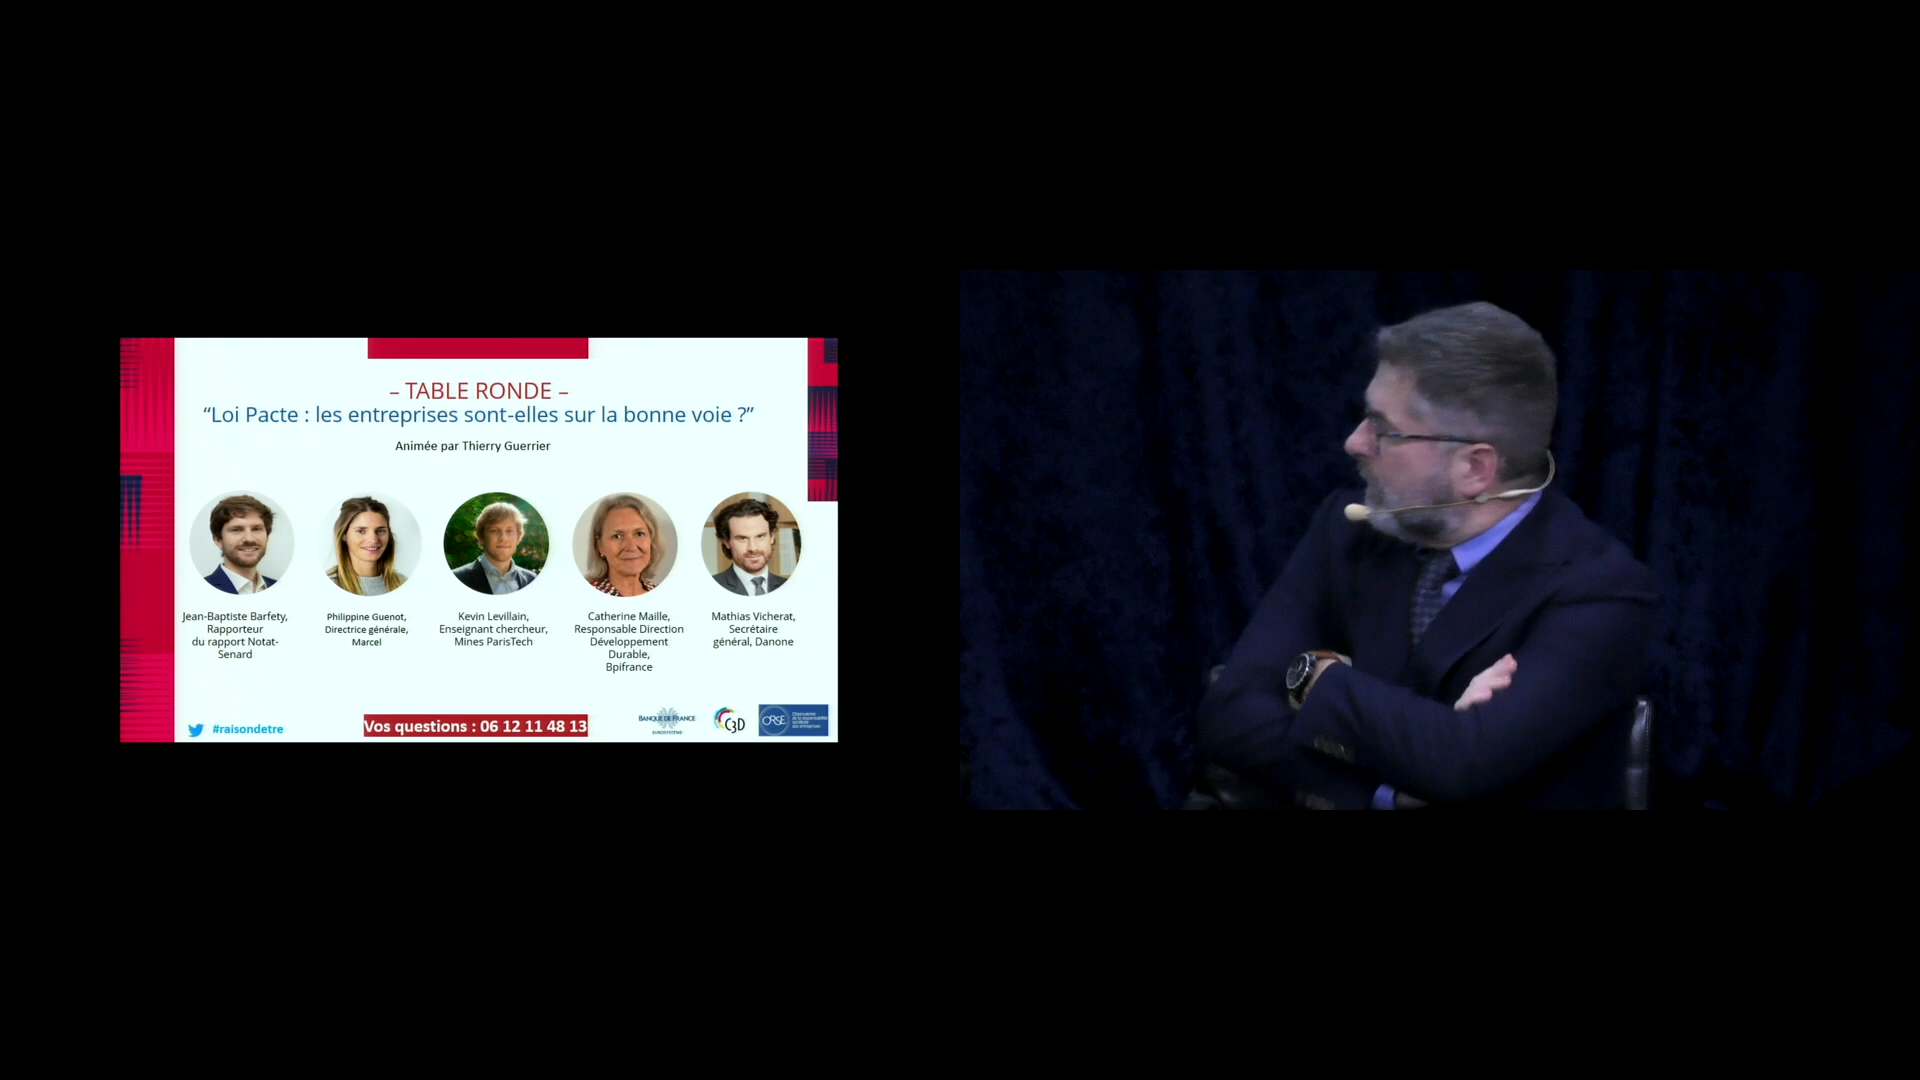 – TABLE RONDE –
“Loi Pacte : les entreprises sont-elles sur la bonne voie ?”
Animée par Thierry Guerrier
Jean-Baptiste Barfety,
Rapporteur
du rapport Notat-
Senard
Philippine Guenot,
Directrice générale,
Marcel
Kevin Levillain,
Enseignant chercheur,
Mines ParisTech
Catherine Maille,
Responsable Direction
Développement
Durable,
Bpifrance
Mathias Vicherat,
Secrétaire
général, Danone
#raisondetre
Vos questions : 06 12 11 48 13
BANQUE DE FRANCE
EUROSYSTÈME
C3D
ORSE